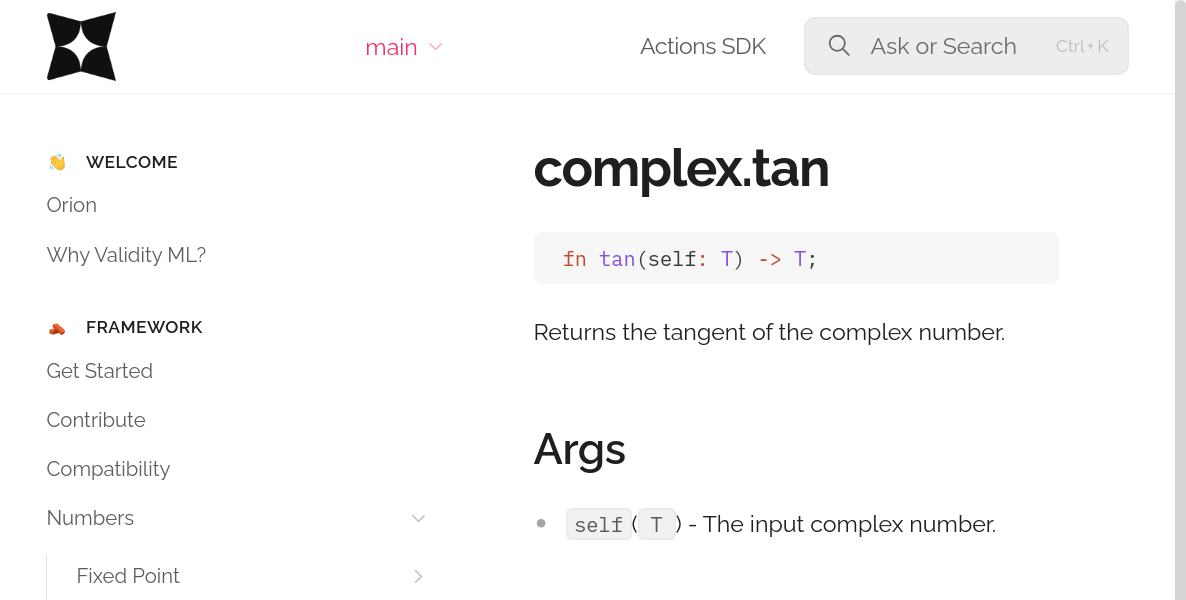 main
Actions SDK
Ask or Search
Ctrl + K
WELCOME
Orion
Why Validity ML?
FRAMEWORK
Get Started
Contribute
Compatibility
Numbers
Fixed Point
complex.tan
fn tan(self: T) -> T;
Returns the tangent of the complex number.
Args
self(T) - The input complex number.